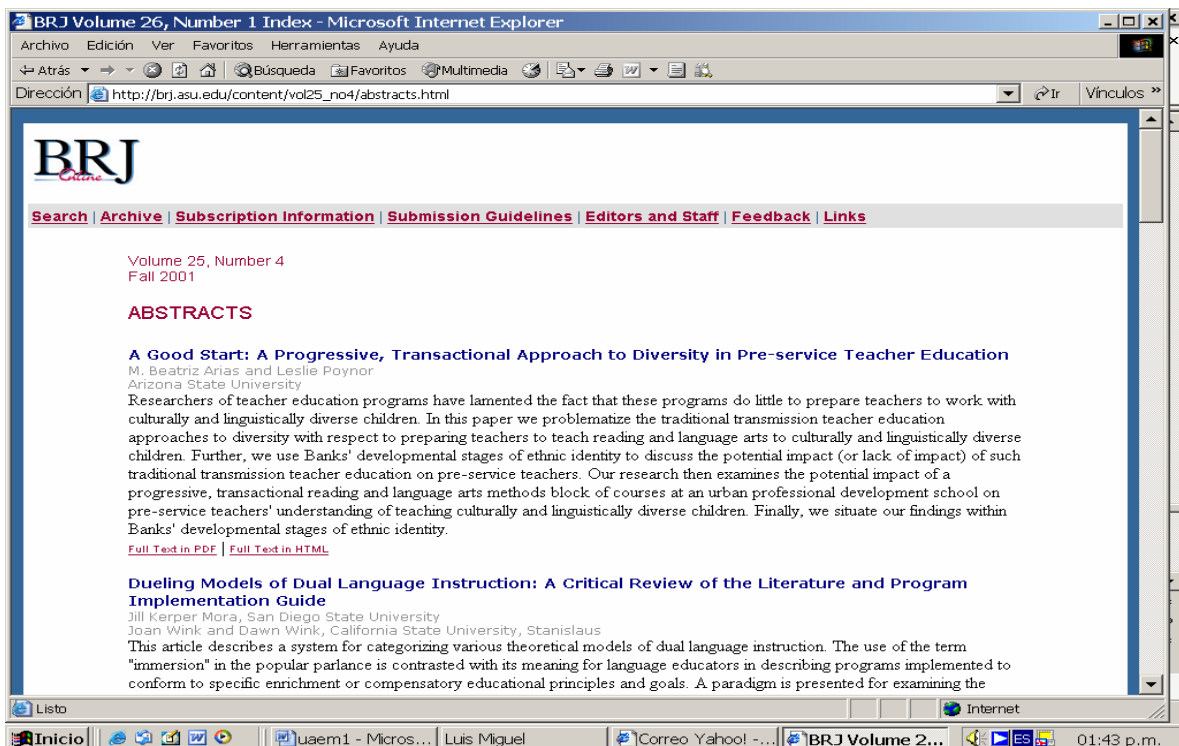 BRJ Volume 26, Number 1 Index - Microsoft Internet Explorer
Archivo Edición Ver Favoritos Herramientas Ayuda
Atrás Búsqueda Favoritos Multimedia
Dirección http://brj.asu.edu/content/vol25_no4/abstracts.html Ir Vínculos »
BRJ
Online
Search | Archive | Subscription Information | Submission Guidelines | Editors and Staff | Feedback | Links
Volume 25, Number 4
Fall 2001
ABSTRACTS
A Good Start: A Progressive, Transactional Approach to Diversity in Pre-service Teacher Education
M. Beatriz Arias and Leslie Poynor
Arizona State University
Researchers of teacher education programs have lamented the fact that these programs do little to prepare teachers to work with
culturally and linguistically diverse children. In this paper we problematize the traditional transmission teacher education
approaches to diversity with respect to preparing teachers to teach reading and language arts to culturally and linguistically diverse
children. Further, we use Banks' developmental stages of ethnic identity to discuss the potential impact (or lack of impact) of such
traditional transmission teacher education on pre-service teachers. Our research then examines the potential impact of a
progressive, transactional reading and language arts methods block of courses at an urban professional development school on
pre-service teachers' understanding of teaching culturally and linguistically diverse children. Finally, we situate our findings within
Banks' developmental stages of ethnic identity.
Full Text in PDF | Full Text in HTML
Dueling Models of Dual Language Instruction: A Critical Review of the Literature and Program
Implementation Guide
Jill Kerper Mora, San Diego State University
Joan Wink and Dawn Wink, California State University, Stanislaus
This article describes a system for categorizing various theoretical models of dual language instruction. The use of the term
"immersion" in the popular parlance is contrasted with its meaning for language educators in describing programs implemented to
conform to specific enrichment or compensatory educational principles and goals. A paradigm is presented for examining the
Listo Internet
Inicio uaem1 - Micros... Luis Miguel Correo Yahoo! -... BRJ Volume 2... ES 01:43 p.m.